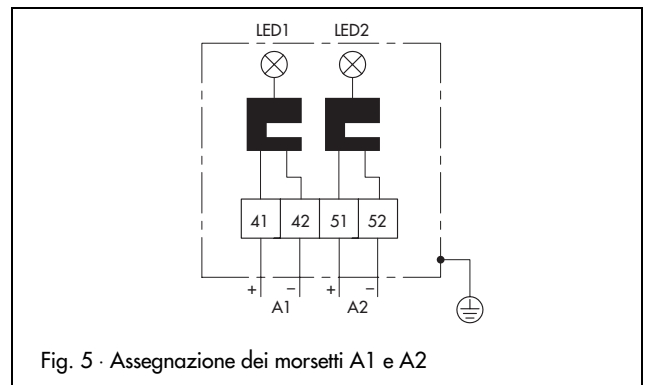 LED1 LED2
41 42 51 52
+ − + −
A1 A2
Fig. 5 · Assegnazione dei morsetti A1 e A2